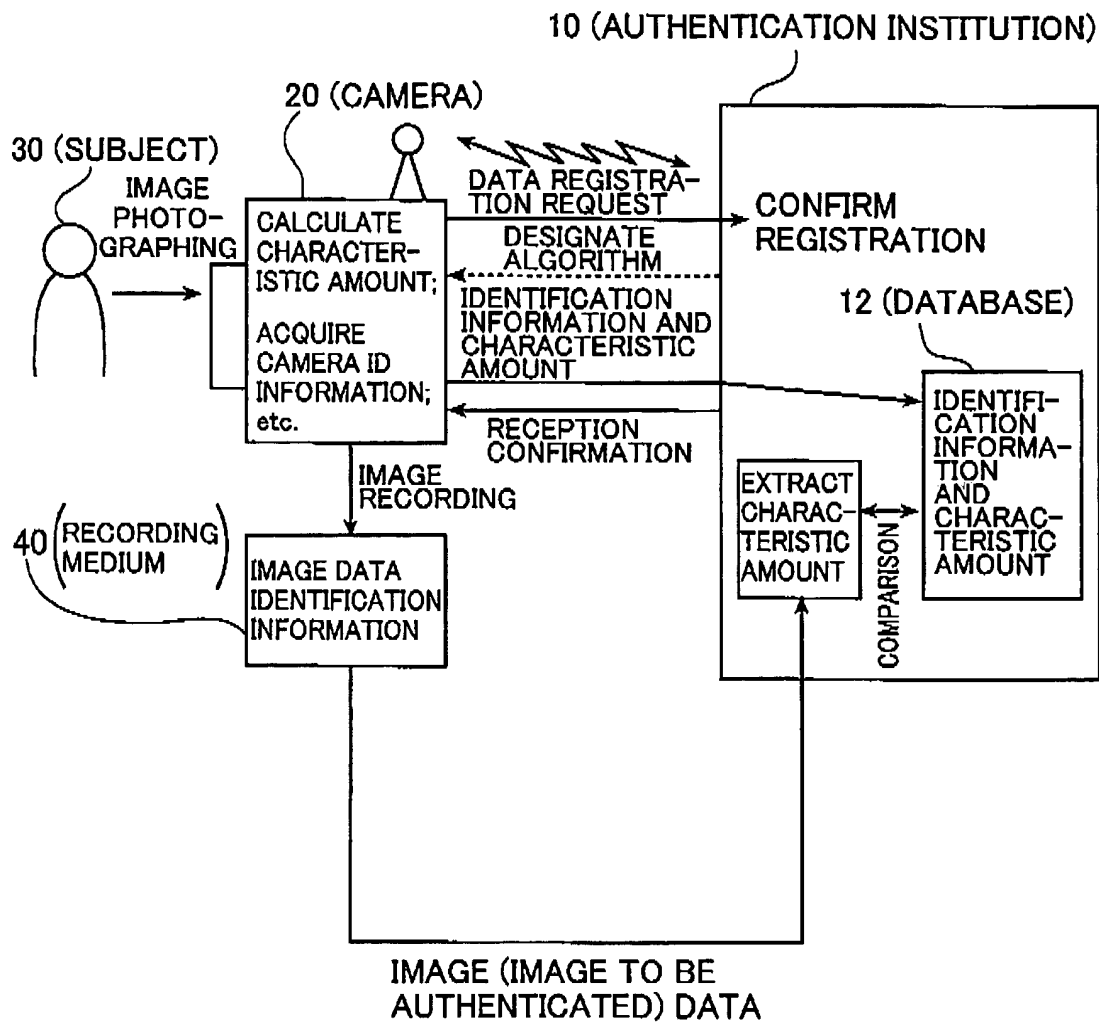 10 (AUTHENTICATION INSTITUTION)
20 (CAMERA)
30 (SUBJECT)
IMAGE
PHOTO-
GRAPHING
CALCULATE
CHARACTER-
ISTIC AMOUNT;
ACQUIRE
CAMERA ID
INFORMATION;
etc.
DATA REGISTRA-
TION REQUEST
DESIGNATE
ALGORITHM
IDENTIFICATION
INFORMATION AND
CHARACTERISTIC
AMOUNT
RECEPTION
CONFIRMATION
CONFIRM
REGISTRATION
12 (DATABASE)
IDENTIFI-
CATION
INFORMA-
TION
AND
CHARAC-
TERISTIC
AMOUNT
EXTRACT
CHARAC-
TERISTIC
AMOUNT
COMPARISON
IMAGE
RECORDING
40 (RECORDING
MEDIUM)
IMAGE DATA
IDENTIFICATION
INFORMATION
IMAGE (IMAGE TO BE
AUTHENTICATED) DATA